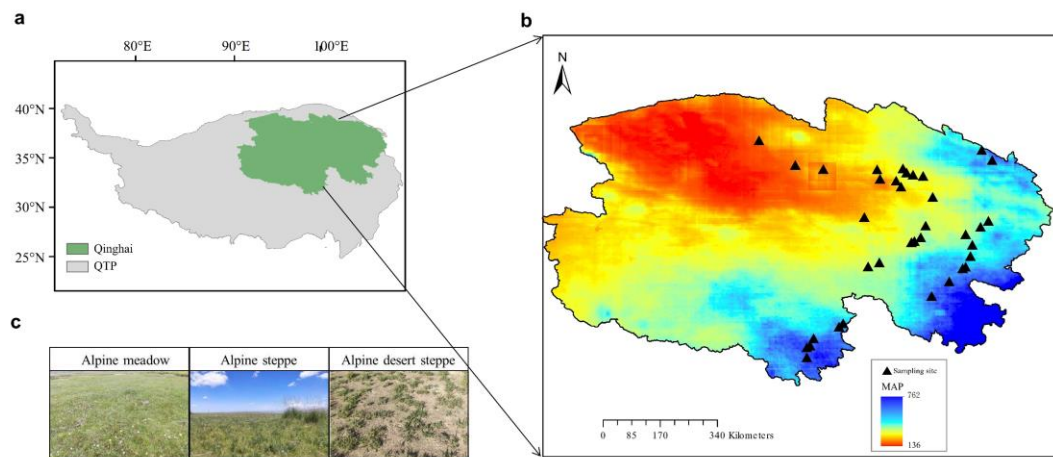 a
80°E 90°E 100°E
40°N
35°N
30°N
25°N
Qinghai
QTP
b
N
Sampling site
MAP
762
136
0 85 170 340 Kilometers
c
Alpine meadow Alpine steppe Alpine desert steppe